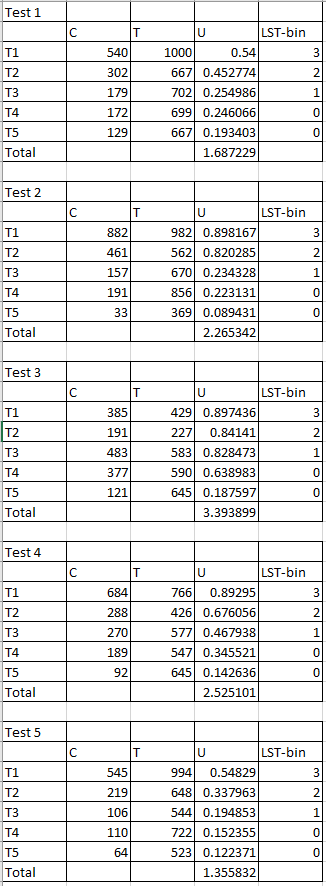 Test 1
C T U LST-bin
T1 540 1000 0.54 3
T2 302 667 0.452774 2
T3 179 702 0.254986 1
T4 172 699 0.246066 0
T5 129 667 0.193403 0
Total 1.687229
Test 2
C T U LST-bin
T1 882 982 0.898167 3
T2 461 562 0.820285 2
T3 157 670 0.234328 1
T4 191 856 0.223131 0
T5 33 369 0.089431 0
Total 2.265342
Test 3
C T U LST-bin
T1 385 429 0.897436 3
T2 191 227 0.84141 2
T3 483 583 0.828473 1
T4 377 590 0.638983 0
T5 121 645 0.187597 0
Total 3.393899
Test 4
C T U LST-bin
T1 684 766 0.89295 3
T2 288 426 0.676056 2
T3 270 577 0.467938 1
T4 189 547 0.345521 0
T5 92 645 0.142636 0
Total 2.525101
Test 5
C T U LST-bin
T1 545 994 0.54829 3
T2 219 648 0.337963 2
T3 106 544 0.194853 1
T4 110 722 0.152355 0
T5 64 523 0.122371 0
Total 1.355832